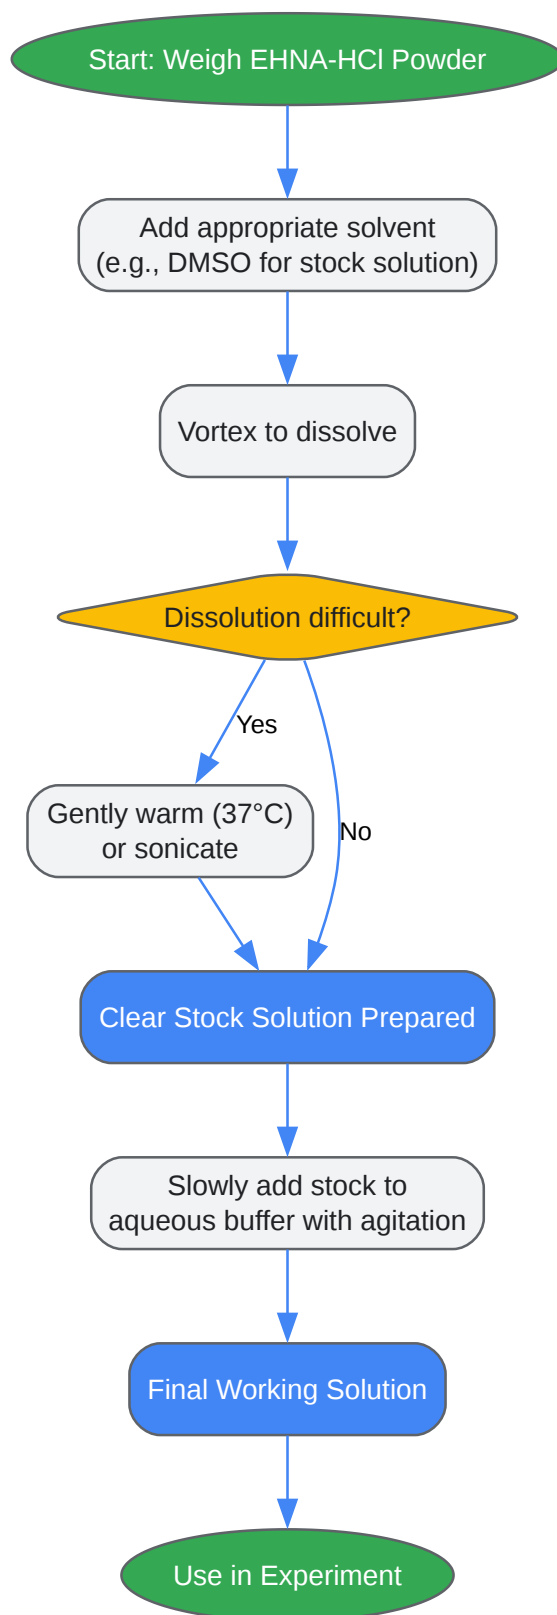 Start: Weigh EHNA-HCl Powder
Add appropriate solvent
(e.g., DMSO for stock solution)
Vortex to dissolve
Dissolution difficult?
Yes
Gently warm (37°C)
or sonicate
No
Clear Stock Solution Prepared
Slowly add stock to
aqueous buffer with agitation
Final Working Solution
Use in Experiment